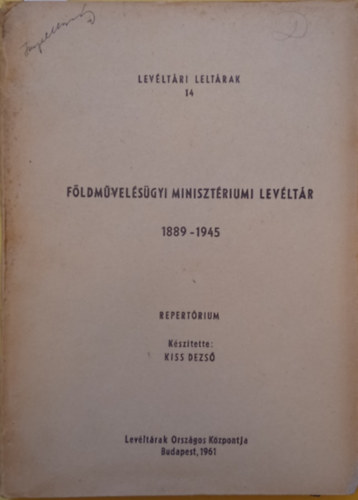 LEVÉLTÁRI LELTÁRAK
14
FÖLDMŰVELÉSÜGYI MINISZTÉRIUMI LEVÉLTÁR
1889-1945
REPERTÓRIUM
Készítette:
KISS DEZSŐ
Levéltárak Országos Központja
Budapest, 1961